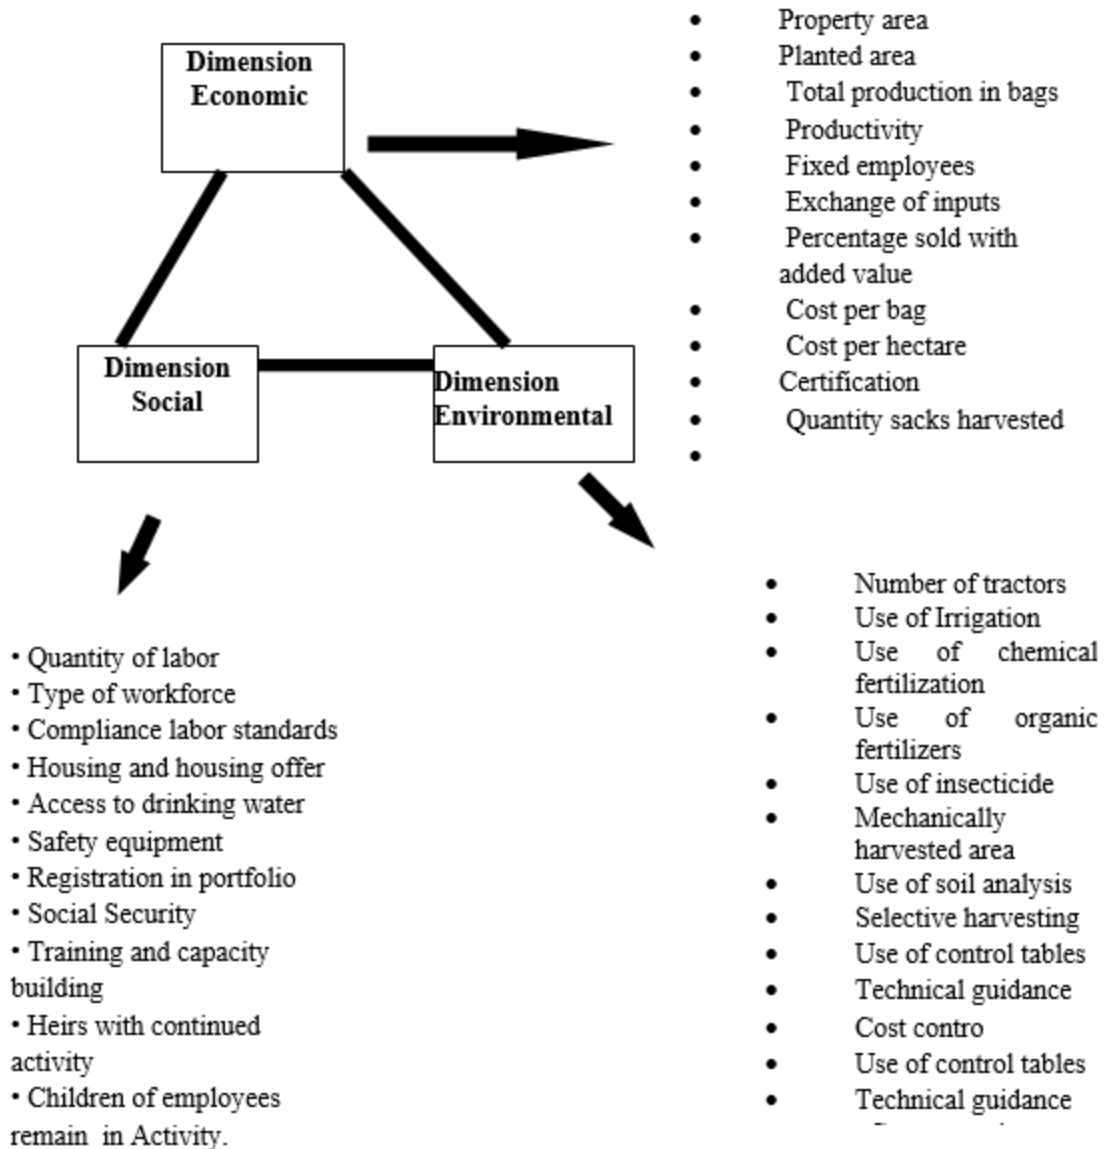 Dimension
Economic
Dimension
Social
Dimension
Environmental
• Property area
• Planted area
• Total production in bags
• Productivity
• Fixed employees
• Exchange of inputs
• Percentage sold with
added value
• Cost per bag
• Cost per hectare
• Certification
• Quantity sacks harvested
•
• Quantity of labor
• Type of workforce
• Compliance labor standards
• Housing and housing offer
• Access to drinking water
• Safety equipment
• Registration in portfolio
• Social Security
• Training and capacity
building
• Heirs with continued
activity
• Children of employees
remain in Activity.
• Number of tractors
• Use of Irrigation
• Use of chemical
fertilization
• Use of organic
fertilizers
• Use of insecticide
• Mechanically
harvested area
• Use of soil analysis
• Selective harvesting
• Use of control tables
• Technical guidance
• Cost contro
• Use of control tables
• Technical guidance